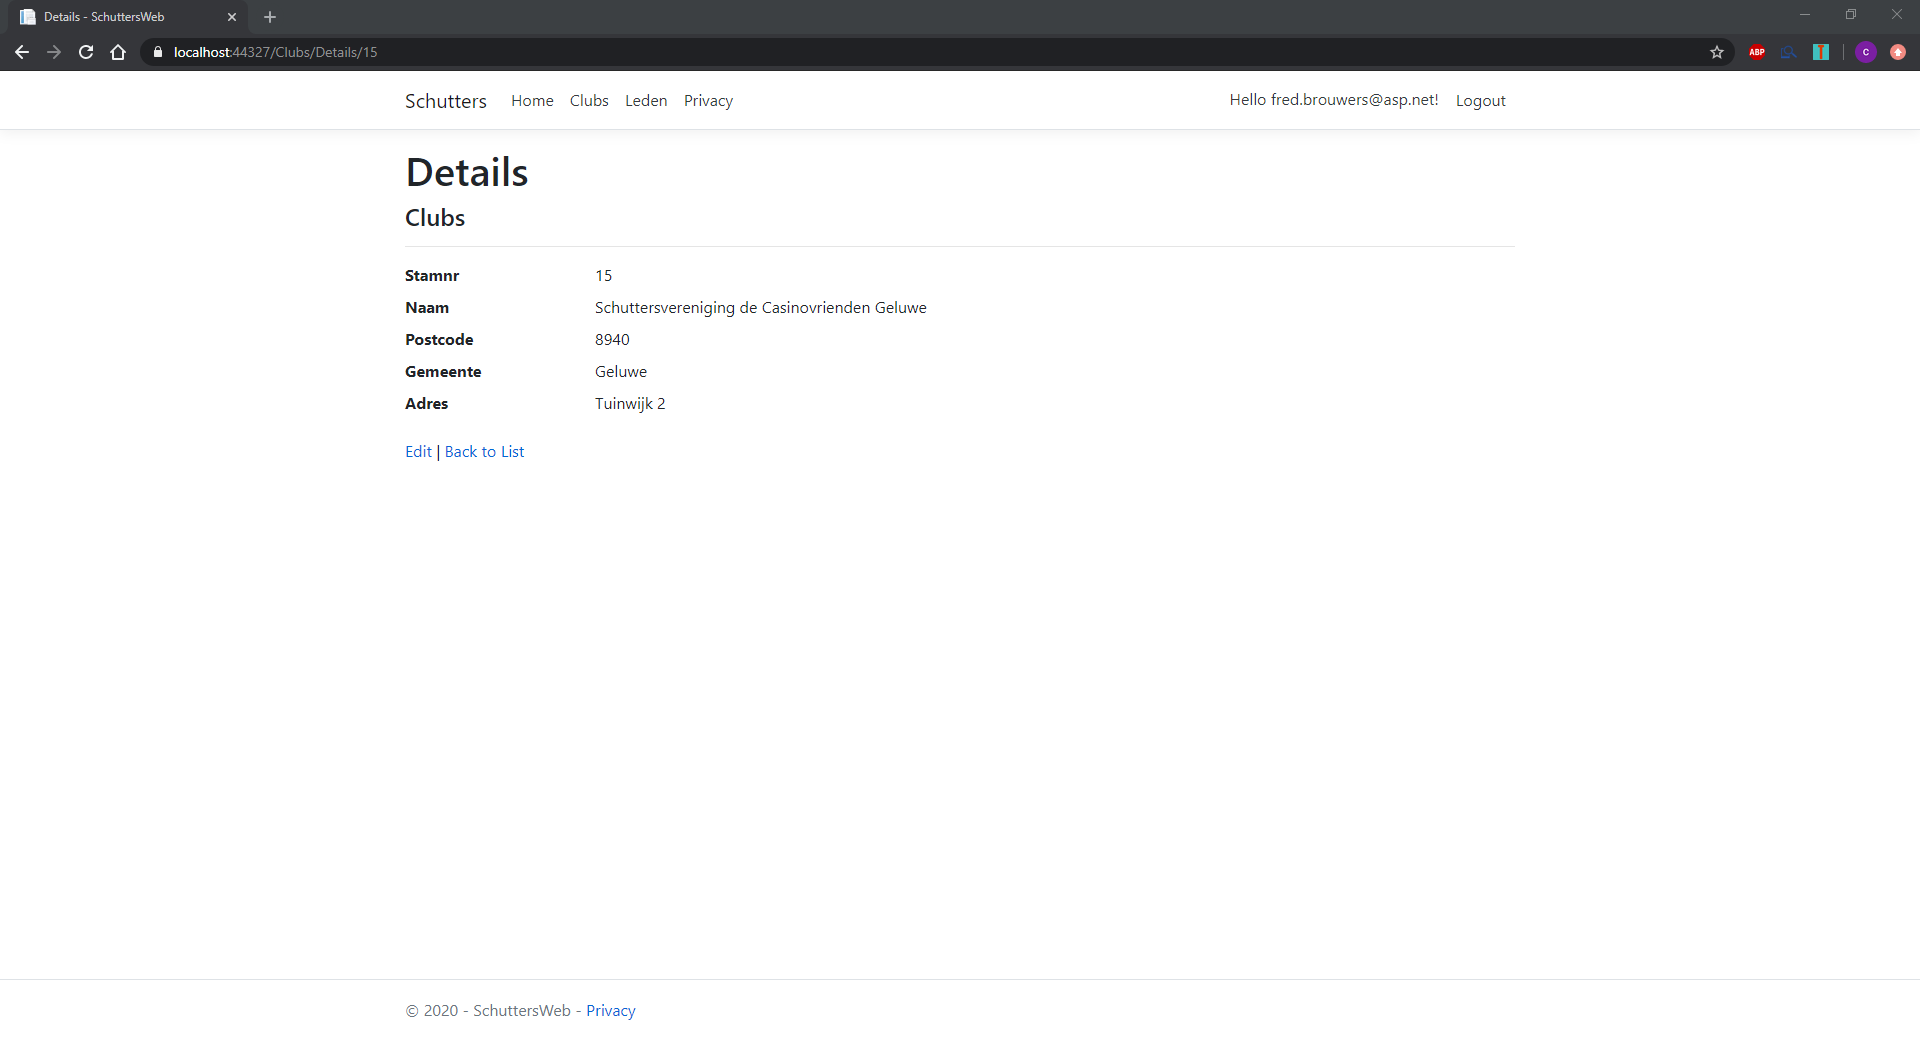 Details - SchuttersWeb
localhost:44327/Clubs/Details/15
ABP
C
Schutters Home Clubs Leden Privacy Hello fred.brouwers@asp.net! Logout
Details
Clubs
Stamnr 15
Naam Schuttersvereniging de Casinovrienden Geluwe
Postcode 8940
Gemeente Geluwe
Adres Tuinwijk 2
Edit | Back to List
© 2020 - SchuttersWeb - Privacy